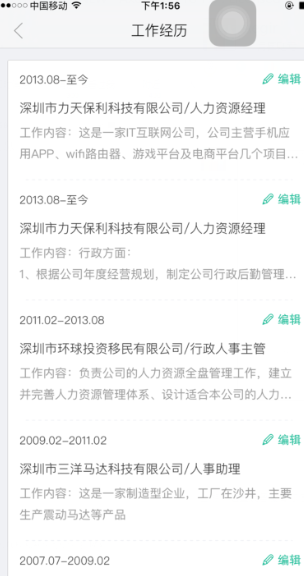 中国移动 下午1:56
工作经历
2013.08-至今 编辑
深圳市力天保利科技有限公司/人力资源经理
工作内容：这是一家IT互联网公司，公司主营手机应
用APP、wifi路由器、游戏平台及电商平台几个项目...
2013.08-至今 编辑
深圳市力天保利科技有限公司/人力资源经理
工作内容：行政方面：
1、根据公司年度经营规划，制定公司行政后勤管理...
2011.02-2013.08 编辑
深圳市环球投资移民有限公司/行政人事主管
工作内容：负责公司的人力资源全盘管理工作，建立
并完善人力资源管理体系、设计适合本公司的人力...
2009.02-2011.02 编辑
深圳市三洋马达科技有限公司/人事助理
工作内容：这是一家制造型企业，工厂在沙井，主要
生产震动马达等产品
2007.07-2009.02 编辑